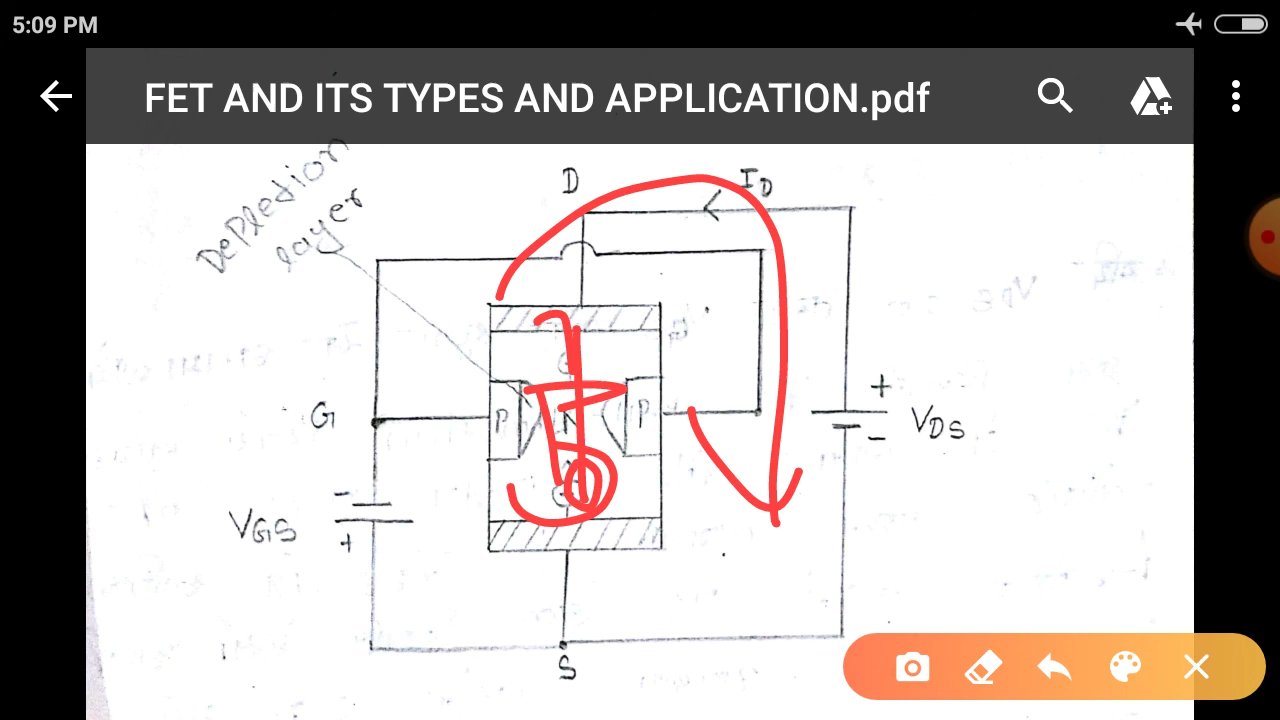 5:09 PM
FET AND ITS TYPES AND APPLICATION.pdf
Depletion
layer
D
ID
G
P
N
P
+
-
VDS
-
+
VGS
S